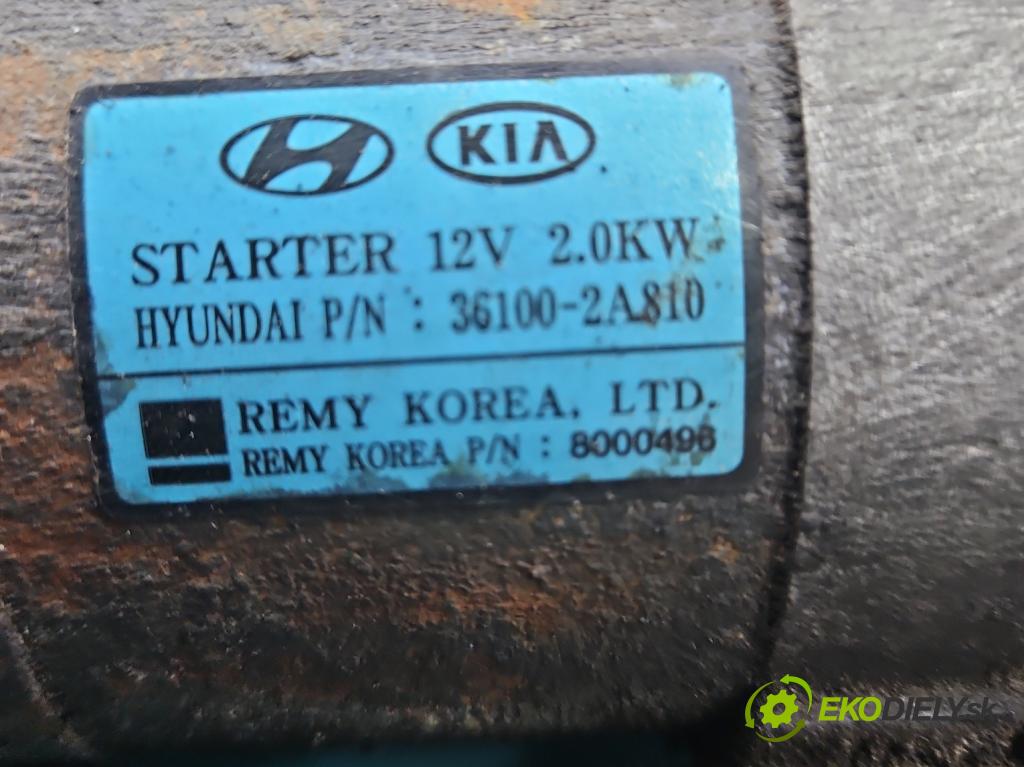 KIA
STARTER 12V 2.0KW
HYUNDAI P/N : 36100-2A810
REMY KOREA, LTD.
REMY KOREA P/N : 8000496
EKODIELY.sk